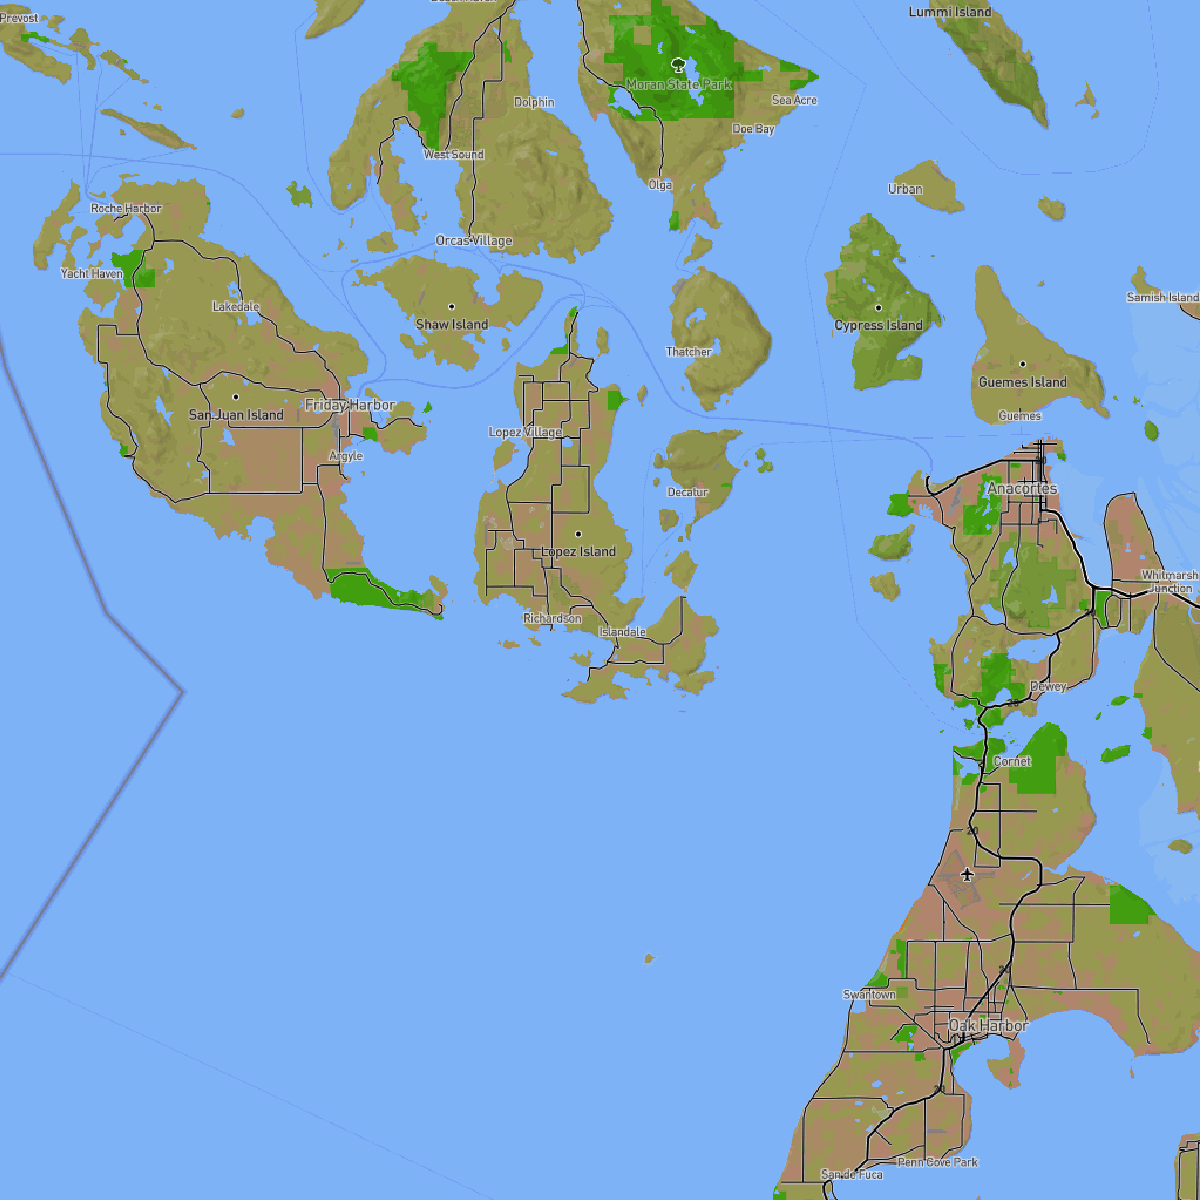 Lummi Island
Prevost
Moran State Park
Dolphin
Sea Acre
Doe Bay
West Sound
Olga
Urban
Roche Harbor
Orcas Village
Yacht Haven
Samish Island
Lakedale
Shaw Island
Cypress Island
Thatcher
Guemes Island
San Juan Island
Friday Harbor
Guemes
Lopez Village
Argyle
Decatur
Anacortes
Lopez Island
Whitmarsh
Junction
Richardson
Islandale
Dewey
20
Cornet
20
20
Swantown
Oak Harbor
20
Penn Cove Park
San de Fuca